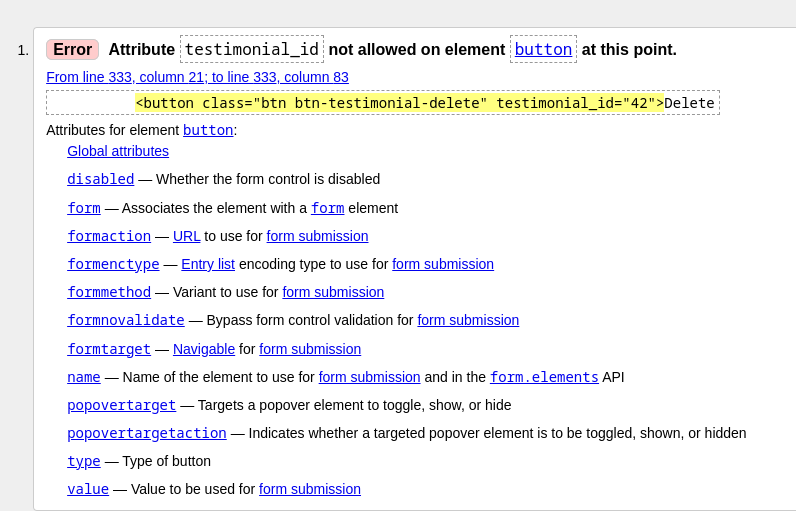 1. Error Attribute testimonial_id not allowed on element button at this point.
From line 333, column 21; to line 333, column 83
<button class="btn btn-testimonial-delete" testimonial_id="42">Delete
Attributes for element button:
Global attributes
disabled — Whether the form control is disabled
form — Associates the element with a form element
formaction — URL to use for form submission
formenctype — Entry list encoding type to use for form submission
formmethod — Variant to use for form submission
formnovalidate — Bypass form control validation for form submission
formtarget — Navigable for form submission
name — Name of the element to use for form submission and in the form.elements API
popovertarget — Targets a popover element to toggle, show, or hide
popovertargetaction — Indicates whether a targeted popover element is to be toggled, shown, or hidden
type — Type of button
value — Value to be used for form submission